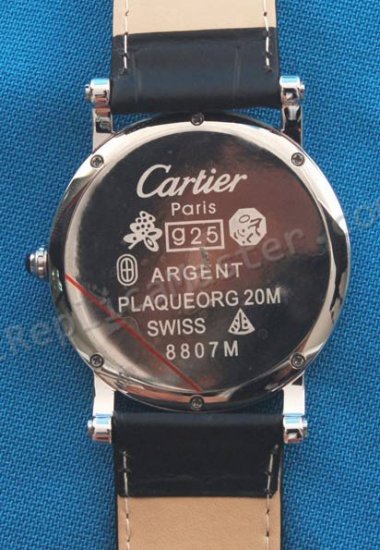 Cartier
Paris
925
ARGENT
PLAQUEORG 20M
SWISS
8807M